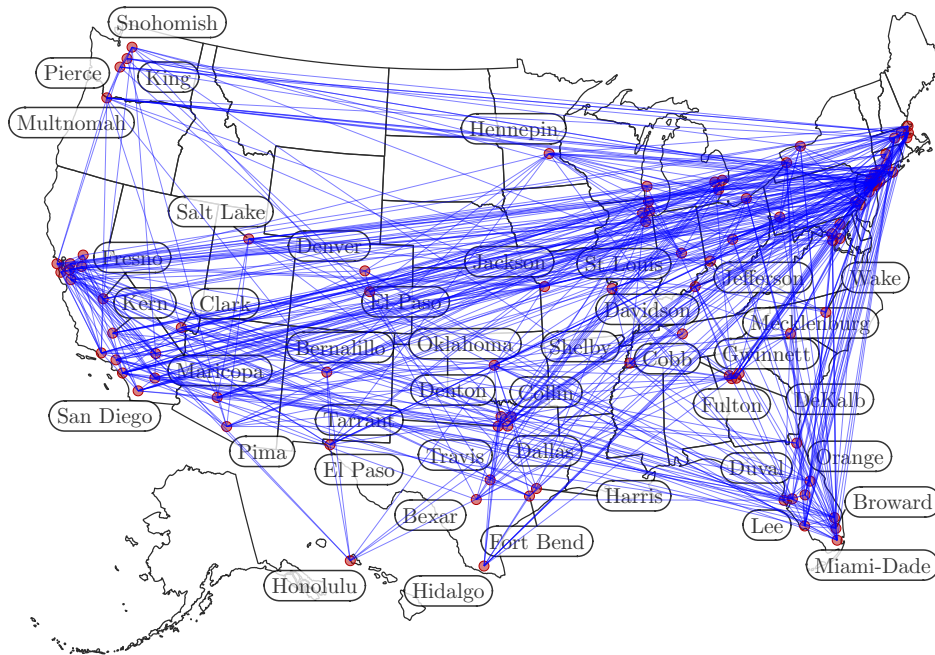 Snohomish
Pierce
King
Multnomah
Hennepin
Salt Lake
Denver
Fresno
Jackson
St. Louis
Jefferson
Wake
Kern
Clark
El Paso
Davidson
Mecklenburg
Bernalillo
Oklahoma
Shelby
Cobb
Gwinnett
Maricopa
Denton
Collin
San Diego
Tarrant
Fulton
DeKalb
Pima
El Paso
Travis
Dallas
Duval
Orange
Bexar
Harris
Lee
Broward
Fort Bend
Miami-Dade
Honolulu
Hidalgo